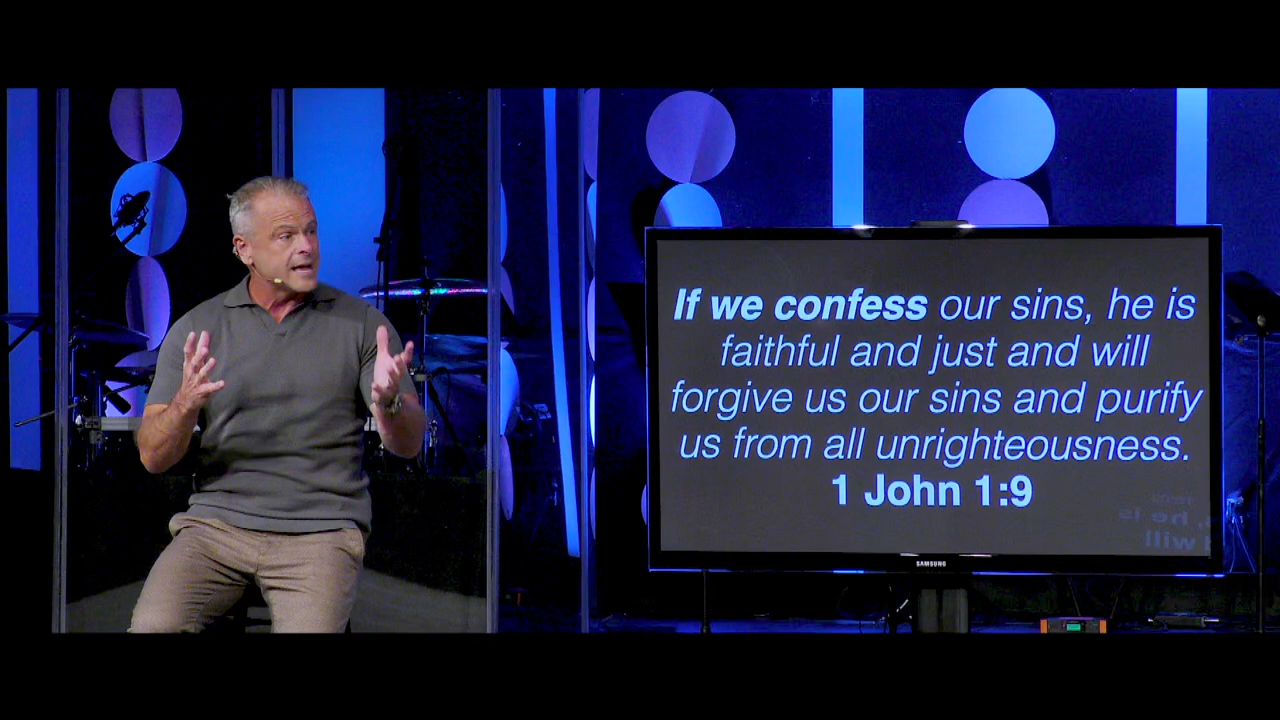 If we confess our sins, he is
faithful and just and will
forgive us our sins and purify
us from all unrighteousness.
1 John 1:9
SAMSUNG